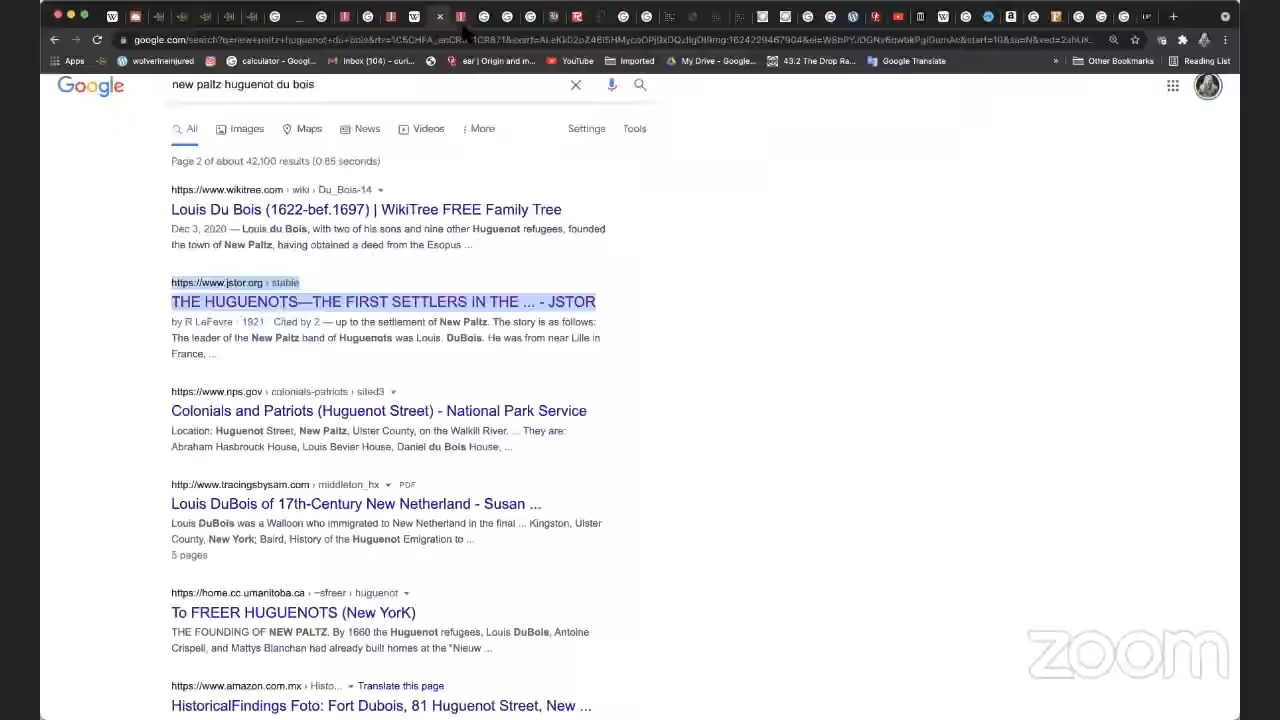 Apps
wolverineinjured
calculator - Googl...
Inbox (104) - curi...
ear | Origin and m...
YouTube
Imported
My Drive - Google...
43.2 The Drop Ra...
Google Translate
»
Other Bookmarks
Reading List
Google
new paltz huguenot du bois
All
Images
Maps
News
Videos
More
Settings
Tools
Page 2 of about 42,100 results (0.85 seconds)
https://www.wikitree.com › wiki › Du_Bois-14
Louis Du Bois (1622-bef.1697) | WikiTree FREE Family Tree
Dec 3, 2020 — Louis du Bois, with two of his sons and nine other Huguenot refugees, founded
the town of New Paltz, having obtained a deed from the Esopus ...
https://www.jstor.org › stable
THE HUGUENOTS—THE FIRST SETTLERS IN THE ... - JSTOR
by R LeFevre · 1921 Cited by 2 — up to the settlement of New Paltz. The story is as follows:
The leader of the New Paltz band of Huguenots was Louis. DuBois. He was from near Lille in
France, ...
https://www.nps.gov › colonials-patriots › sited3
Colonials and Patriots (Huguenot Street) - National Park Service
Location: Huguenot Street, New Paltz, Ulster County, on the Walkill River. ... They are:
Abraham Hasbrouck House, Louis Bevier House, Daniel du Bois House, ...
http://www.tracingsbysam.com › middleton_hx PDF
Louis DuBois of 17th-Century New Netherland - Susan ...
Louis DuBois was a Walloon who immigrated to New Netherland in the final ... Kingston, Ulster
County, New York; Baird, History of the Huguenot Emigration to ...
5 pages
https://home.cc.umanitoba.ca › ~sfreer › huguenot
To FREER HUGUENOTS (New YorK)
THE FOUNDING OF NEW PALTZ. By 1660 the Huguenot refugees, Louis DuBois, Antoine
Crispell, and Mattys Blanchan had already built homes at the "Nieuw ...
https://www.amazon.com.mx › Histo... Translate this page
HistoricalFindings Foto: Fort Dubois, 81 Huguenot Street, New ...
zoom